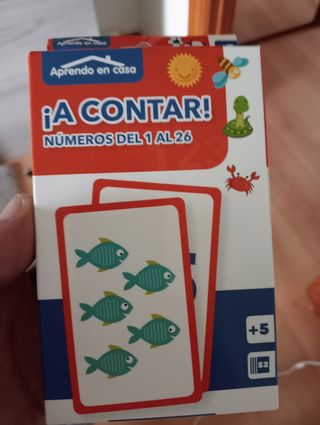 Aprendo en casa
¡A CONTAR!
NÚMEROS DEL 1 AL 26
+5
52